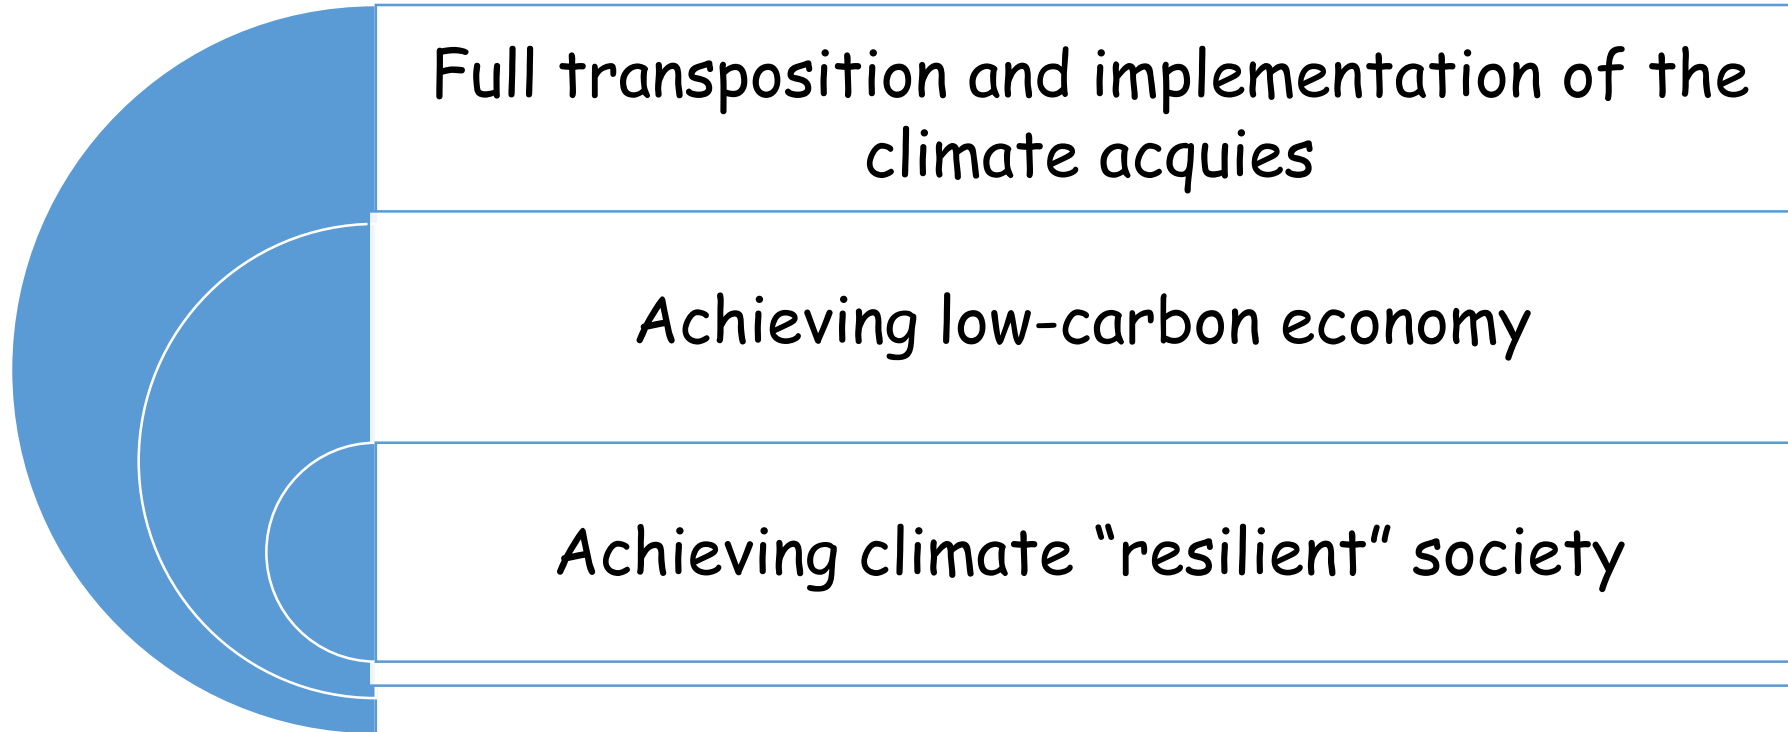 Full transposition and implementation of the
climate acquies
Achieving low-carbon economy
Achieving climate “resilient” society